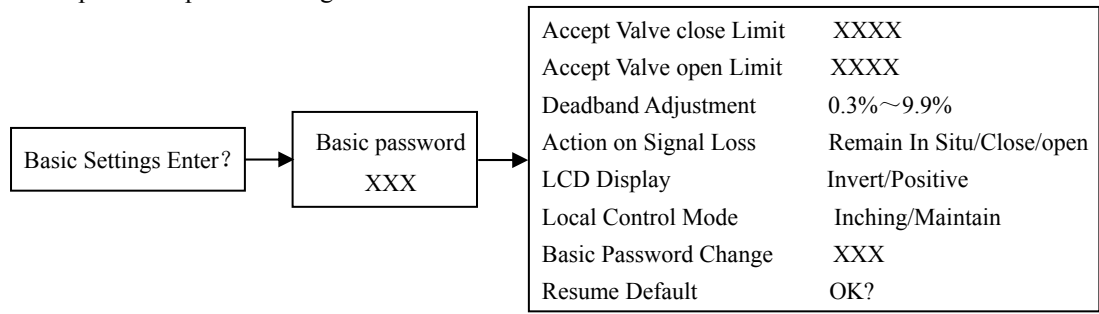 Basic Settings Enter？
Basic password
XXX
Accept Valve close Limit XXXX
Accept Valve open Limit XXXX
Deadband Adjustment 0.3%～9.9%
Action on Signal Loss Remain In Situ/Close/open
LCD Display Invert/Positive
Local Control Mode Inching/Maintain
Basic Password Change XXX
Resume Default OK?